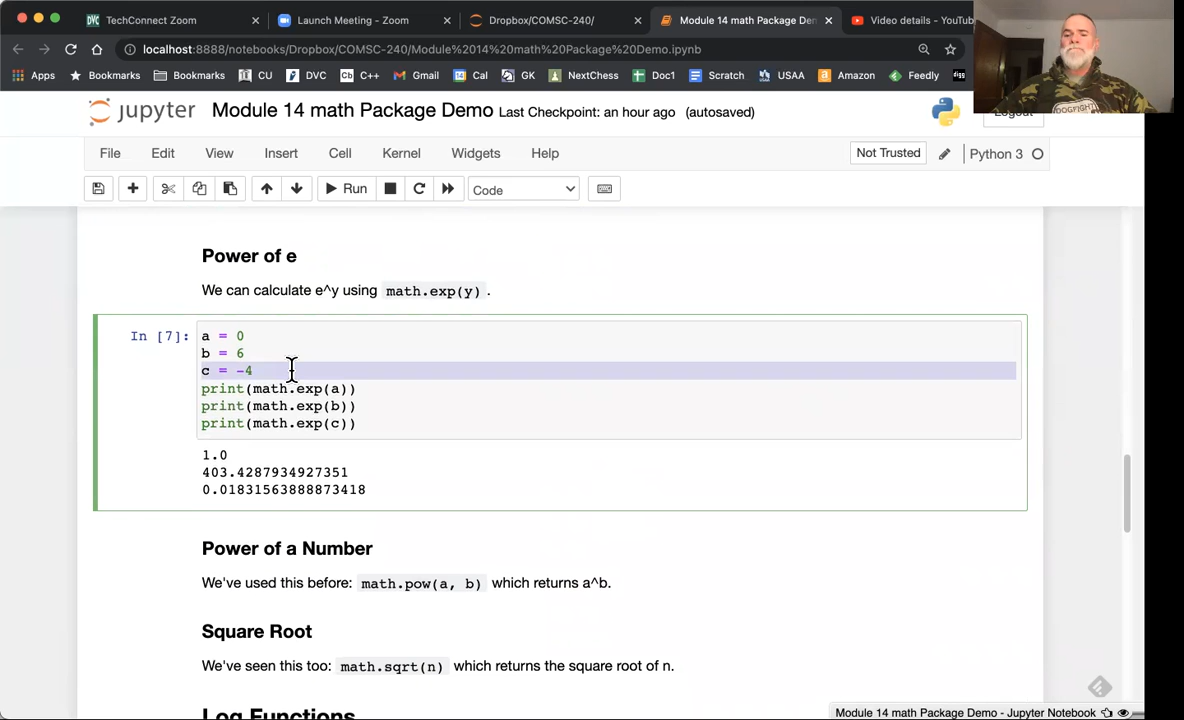 TechConnect Zoom
Launch Meeting - Zoom
Dropbox/COMSC-240/
Module 14 math Package Dem
Video details - YouTub
localhost:8888/notebooks/Dropbox/COMSC-240/Module%2014%20math%20Package%20Demo.ipynb
Apps Bookmarks Bookmarks CU DVC C++ Gmail Cal GK NextChess Doc1 Scratch USAA Amazon Feedly digg
jupyter Module 14 math Package Demo Last Checkpoint: an hour ago (autosaved)
Logout
DOGFIGHT
File Edit View Insert Cell Kernel Widgets Help
Not Trusted Python 3
Run Code
Power of e
We can calculate e^y using math.exp(y) .
In [7]: a = 0
b = 6
c = -4
print(math.exp(a))
print(math.exp(b))
print(math.exp(c))
1.0
403.4287934927351
0.01831563888873418
Power of a Number
We've used this before: math.pow(a, b) which returns a^b.
Square Root
We've seen this too: math.sqrt(n) which returns the square root of n.
Log Functions
Module 14 math Package Demo - Jupyter Notebook